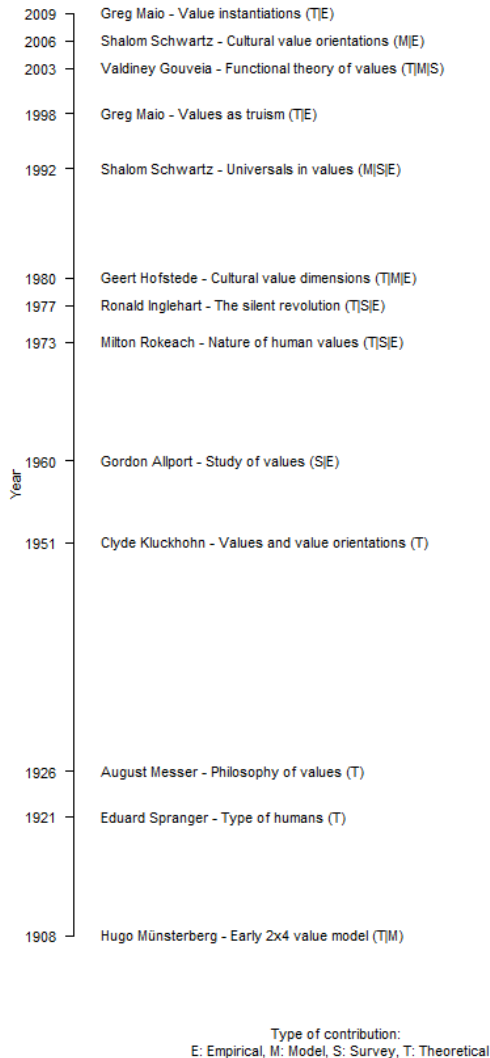 2009 Greg Maio - Value instantiations (T|E)
2006 Shalom Schwartz - Cultural value orientations (M|E)
2003 Valdiney Gouveia - Functional theory of values (T|M|S)
1998 Greg Maio - Values as truism (T|E)
1992 Shalom Schwartz - Universals in values (M|S|E)
1980 Geert Hofstede - Cultural value dimensions (T|M|E)
1977 Ronald Inglehart - The silent revolution (T|S|E)
1973 Milton Rokeach - Nature of human values (T|S|E)
1960 Gordon Allport - Study of values (S|E)
Year
1951 Clyde Kluckhohn - Values and value orientations (T)
1926 August Messer - Philosophy of values (T)
1921 Eduard Spranger - Type of humans (T)
1908 Hugo Münsterberg - Early 2x4 value model (T|M)
Type of contribution:
E: Empirical, M: Model, S: Survey, T: Theoretical